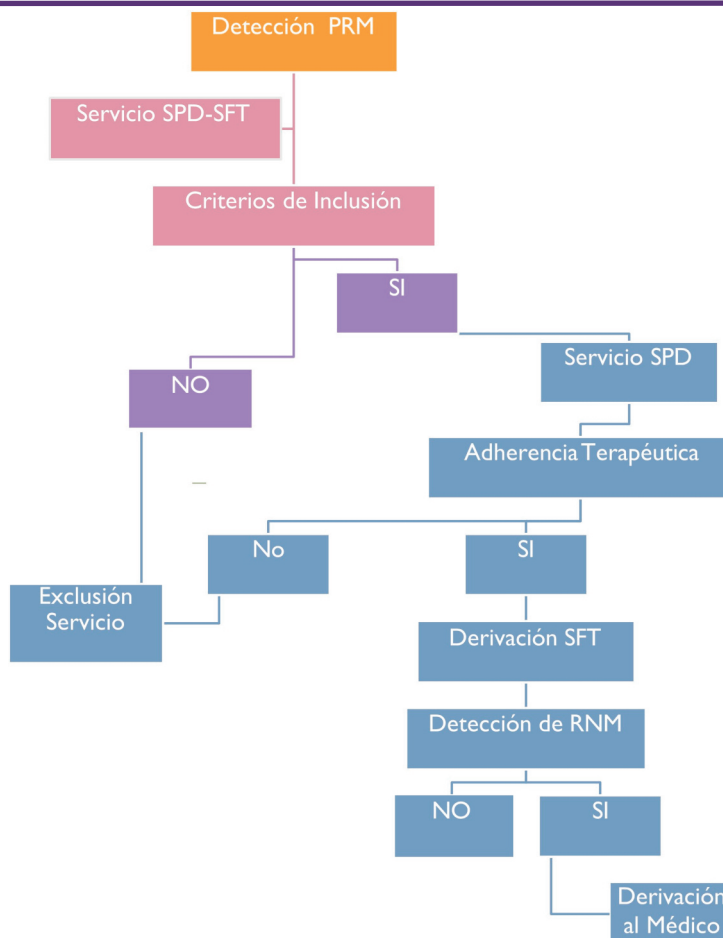 Detección PRM
Servicio SPD-SFT
Criterios de Inclusión
SI
NO
Servicio SPD
Adherencia Terapéutica
No
SI
Exclusión
Servicio
Derivación SFT
Detección de RNM
NO
SI
Derivación
al Médico